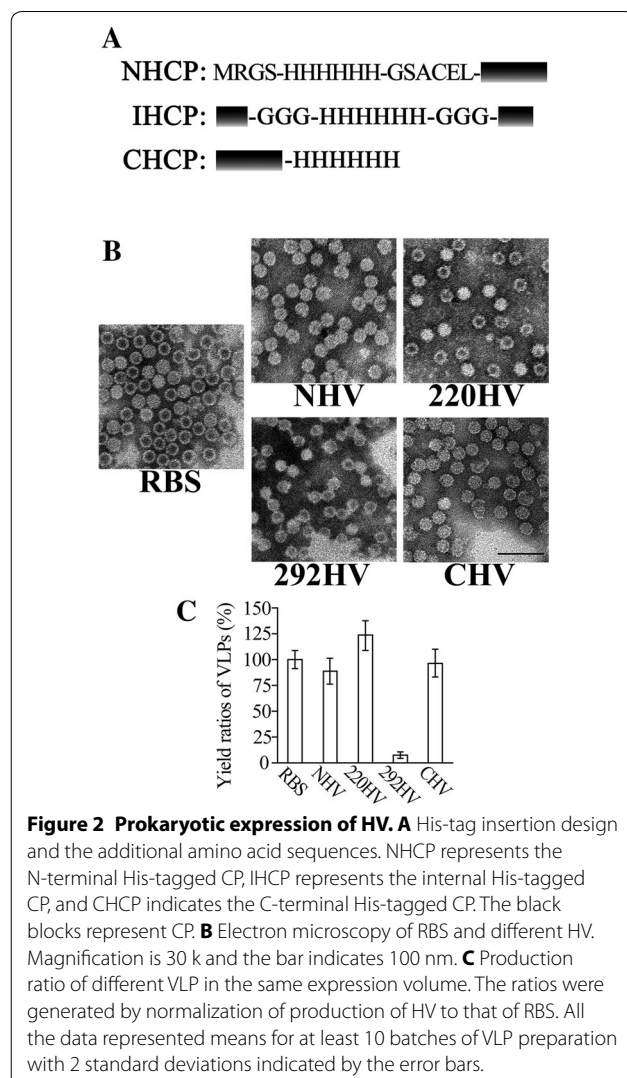 A
NHCP: MRGS-HHHHHH-GSACEL-
IHCP: -GGG-HHHHHH-GGG-
CHCP: -HHHHHH
B
RBS
NHV
220HV
292HV
CHV
C
Yield ratios of VLPs (%)
150
125
100
75
50
25
0
RBS
NHV
220HV
292HV
CHV
Figure 2 Prokaryotic expression of HV. A His-tag insertion design
and the additional amino acid sequences. NHCP represents the
N-terminal His-tagged CP, IHCP represents the internal His-tagged
CP, and CHCP indicates the C-terminal His-tagged CP. The black
blocks represent CP. B Electron microscopy of RBS and different HV.
Magnification is 30 k and the bar indicates 100 nm. C Production
ratio of different VLP in the same expression volume. The ratios were
generated by normalization of production of HV to that of RBS. All
the data represented means for at least 10 batches of VLP preparation
with 2 standard deviations indicated by the error bars.